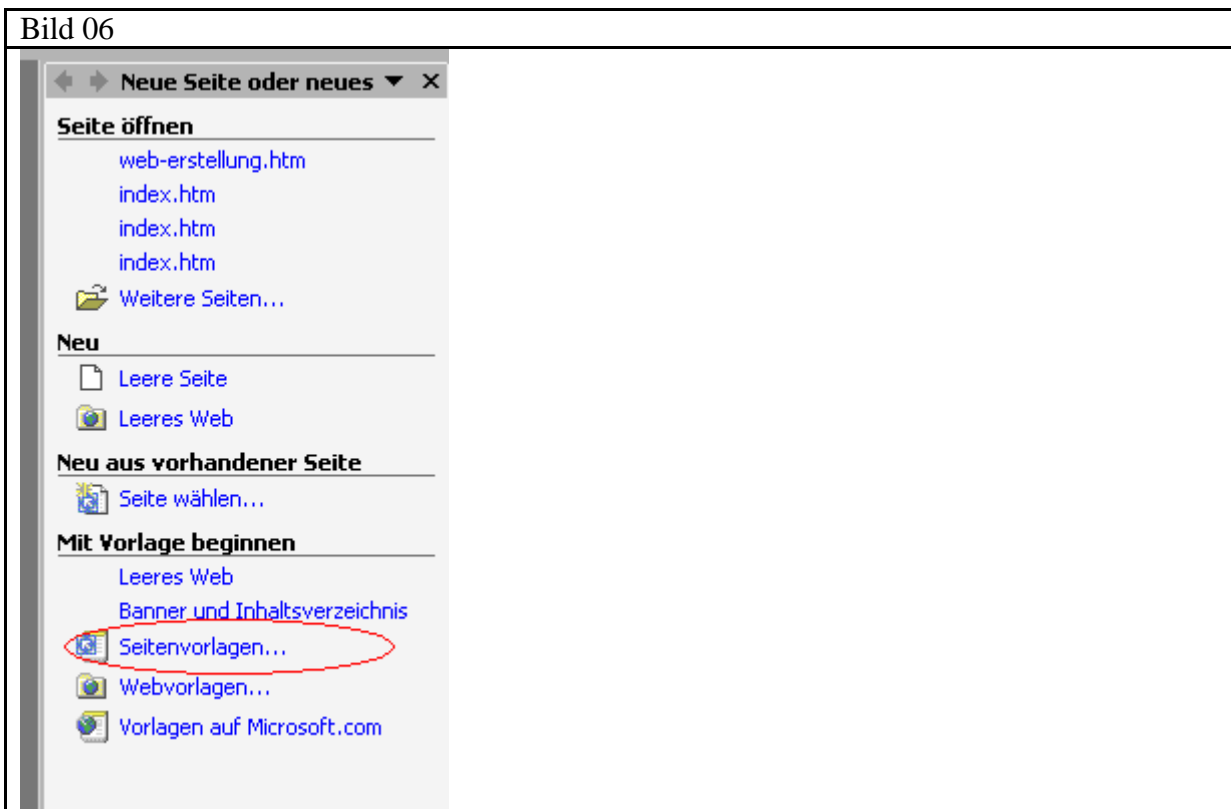 Bild 06
Neue Seite oder neues
Seite öffnen
web-erstellung.htm
index.htm
index.htm
index.htm
Weitere Seiten...
Neu
Leere Seite
Leeres Web
Neu aus vorhandener Seite
Seite wählen...
Mit Vorlage beginnen
Leeres Web
Banner und Inhaltsverzeichnis
Seitenvorlagen...
Webvorlagen...
Vorlagen auf Microsoft.com